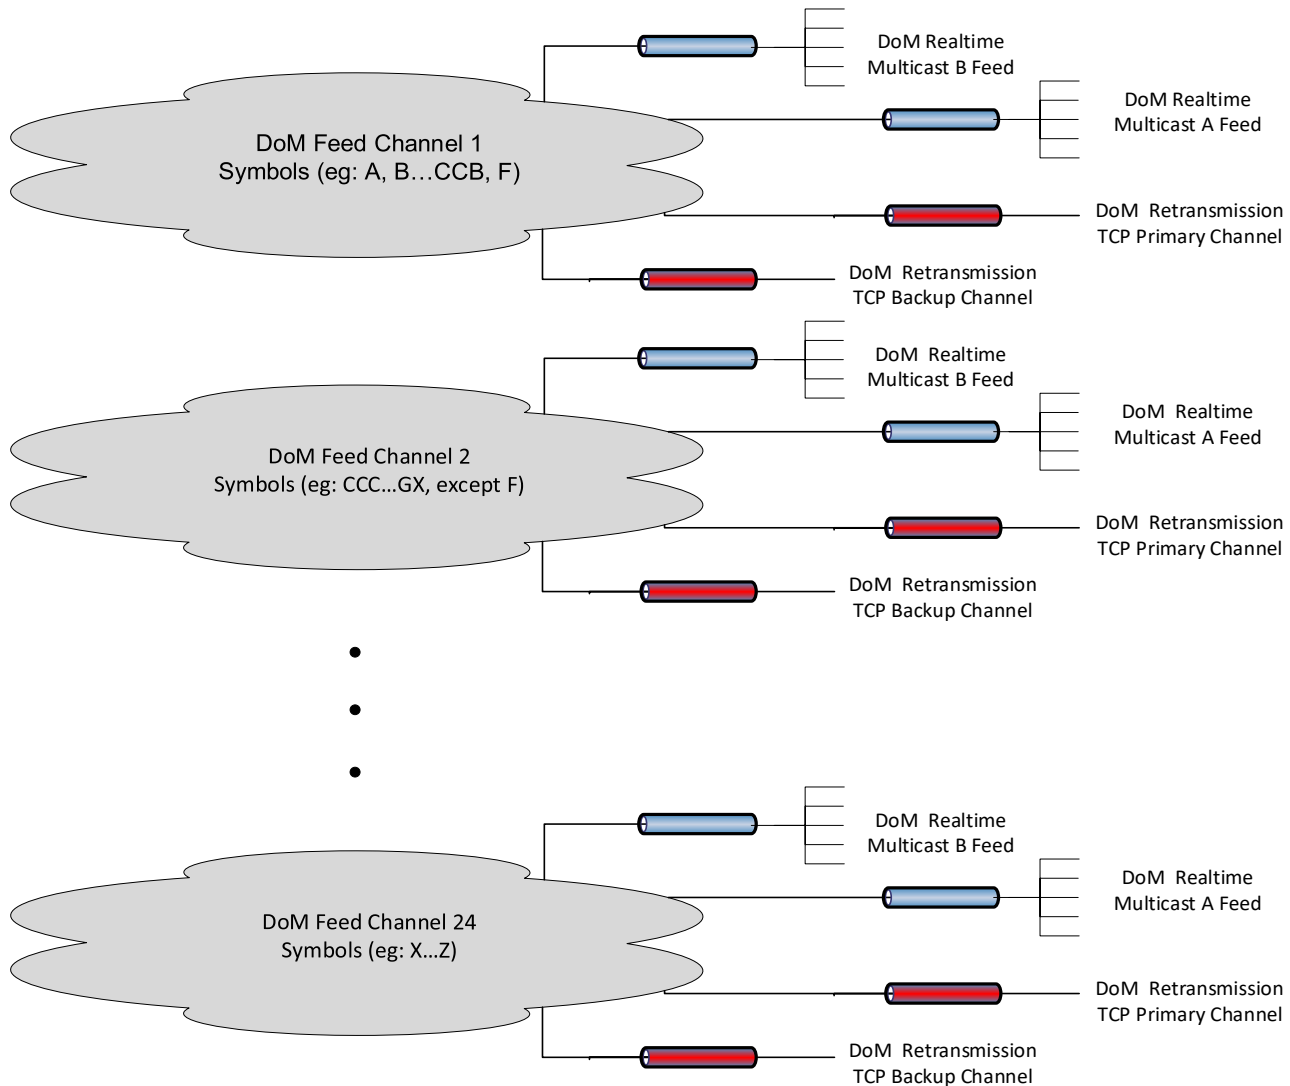 DoM Realtime
Multicast B Feed
DoM Realtime
Multicast A Feed
DoM Feed Channel 1
Symbols (eg: A, B…CCB, F)
DoM Retransmission
TCP Primary Channel
DoM Retransmission
TCP Backup Channel
DoM Realtime
Multicast B Feed
DoM Realtime
Multicast A Feed
DoM Feed Channel 2
Symbols (eg: CCC…GX, except F)
DoM Retransmission
TCP Primary Channel
DoM Retransmission
TCP Backup Channel
DoM Realtime
Multicast B Feed
DoM Realtime
Multicast A Feed
DoM Feed Channel 24
Symbols (eg: X…Z)
DoM Retransmission
TCP Primary Channel
DoM Retransmission
TCP Backup Channel